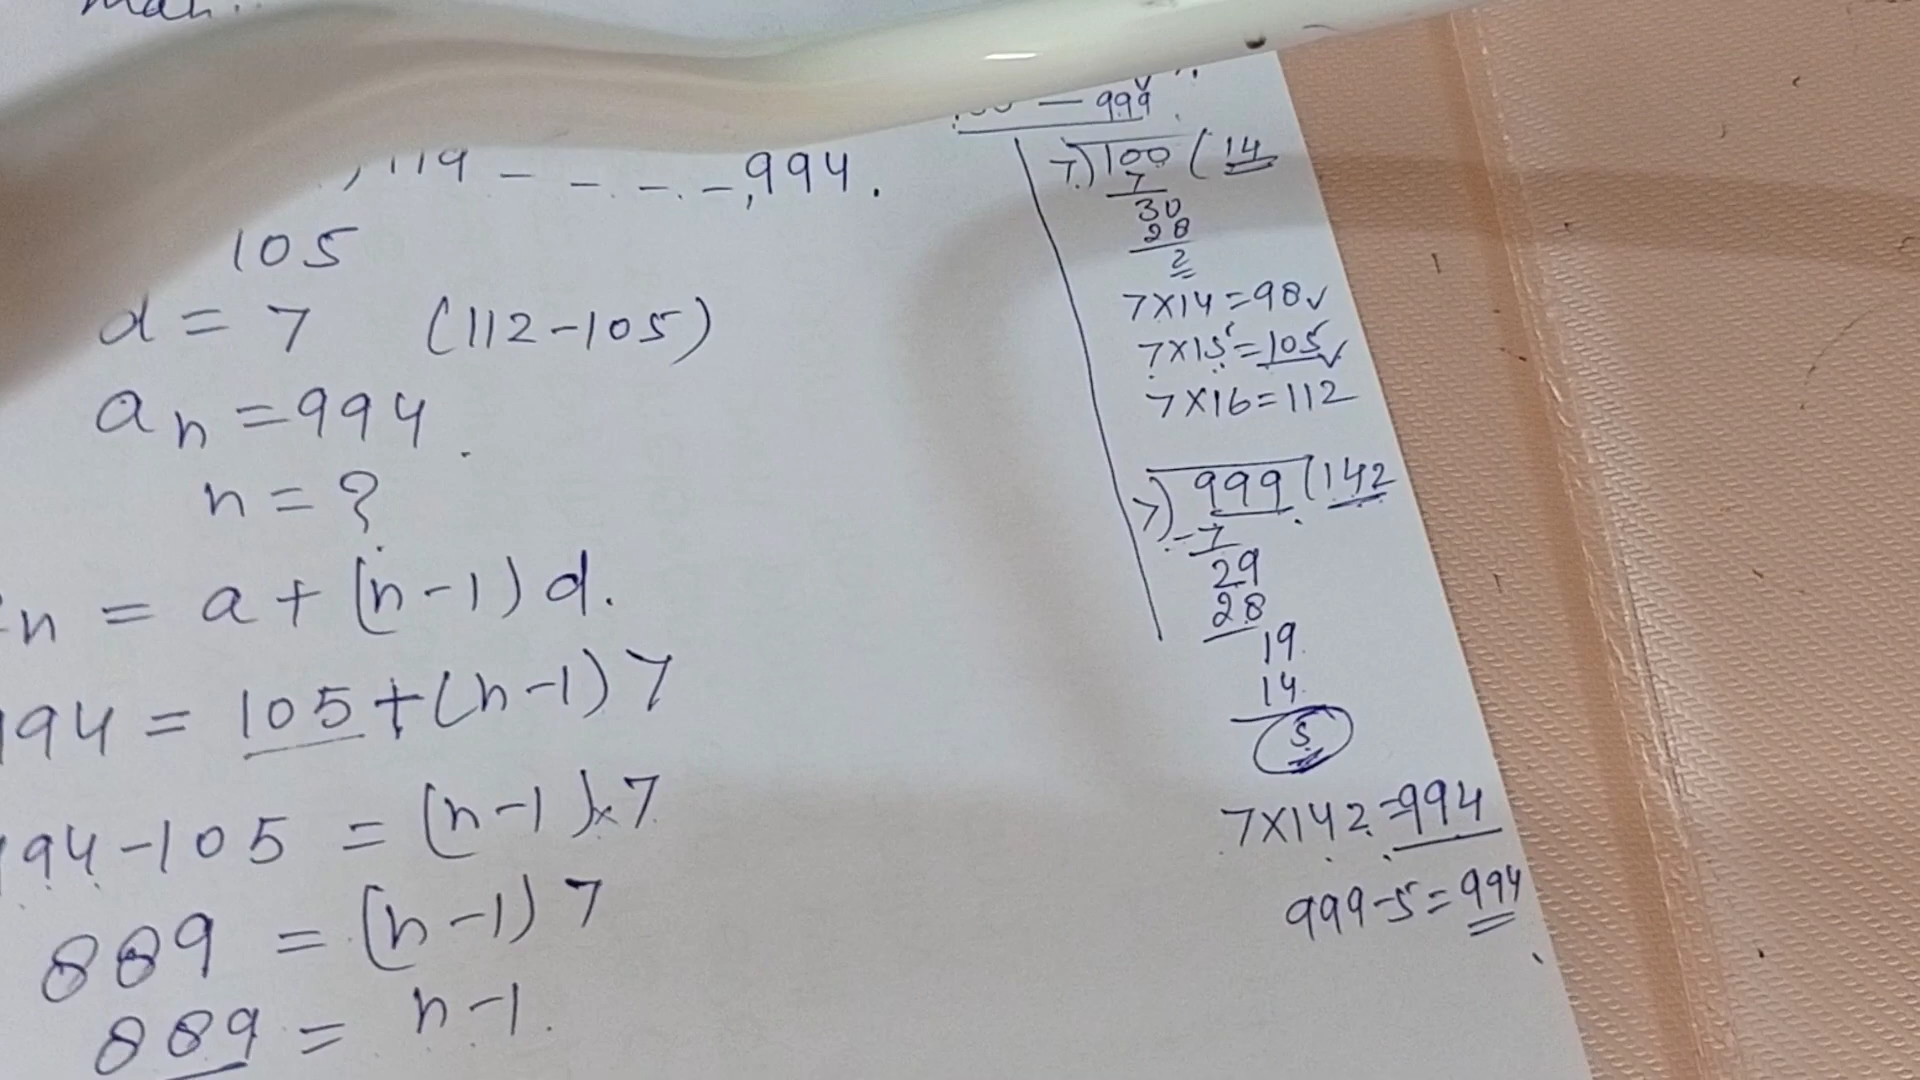 , 119 - - - - -, 994.
105
d = 7 (112-105)
an = 994.
n = ?
n = a + (n-1) d.
94 = 105 + (n-1) 7
94 - 105 = (n-1) x 7
889 = (n-1) 7
889 = n-1.
— 999
7) 100 ( 14
7
30
28
2
7x14 = 98 ✓
7x15 = 105 ✓
7x16 = 112
7) 999 ( 142
-7
29
28
19
14
5
7x142 = 994
999-5 = 994